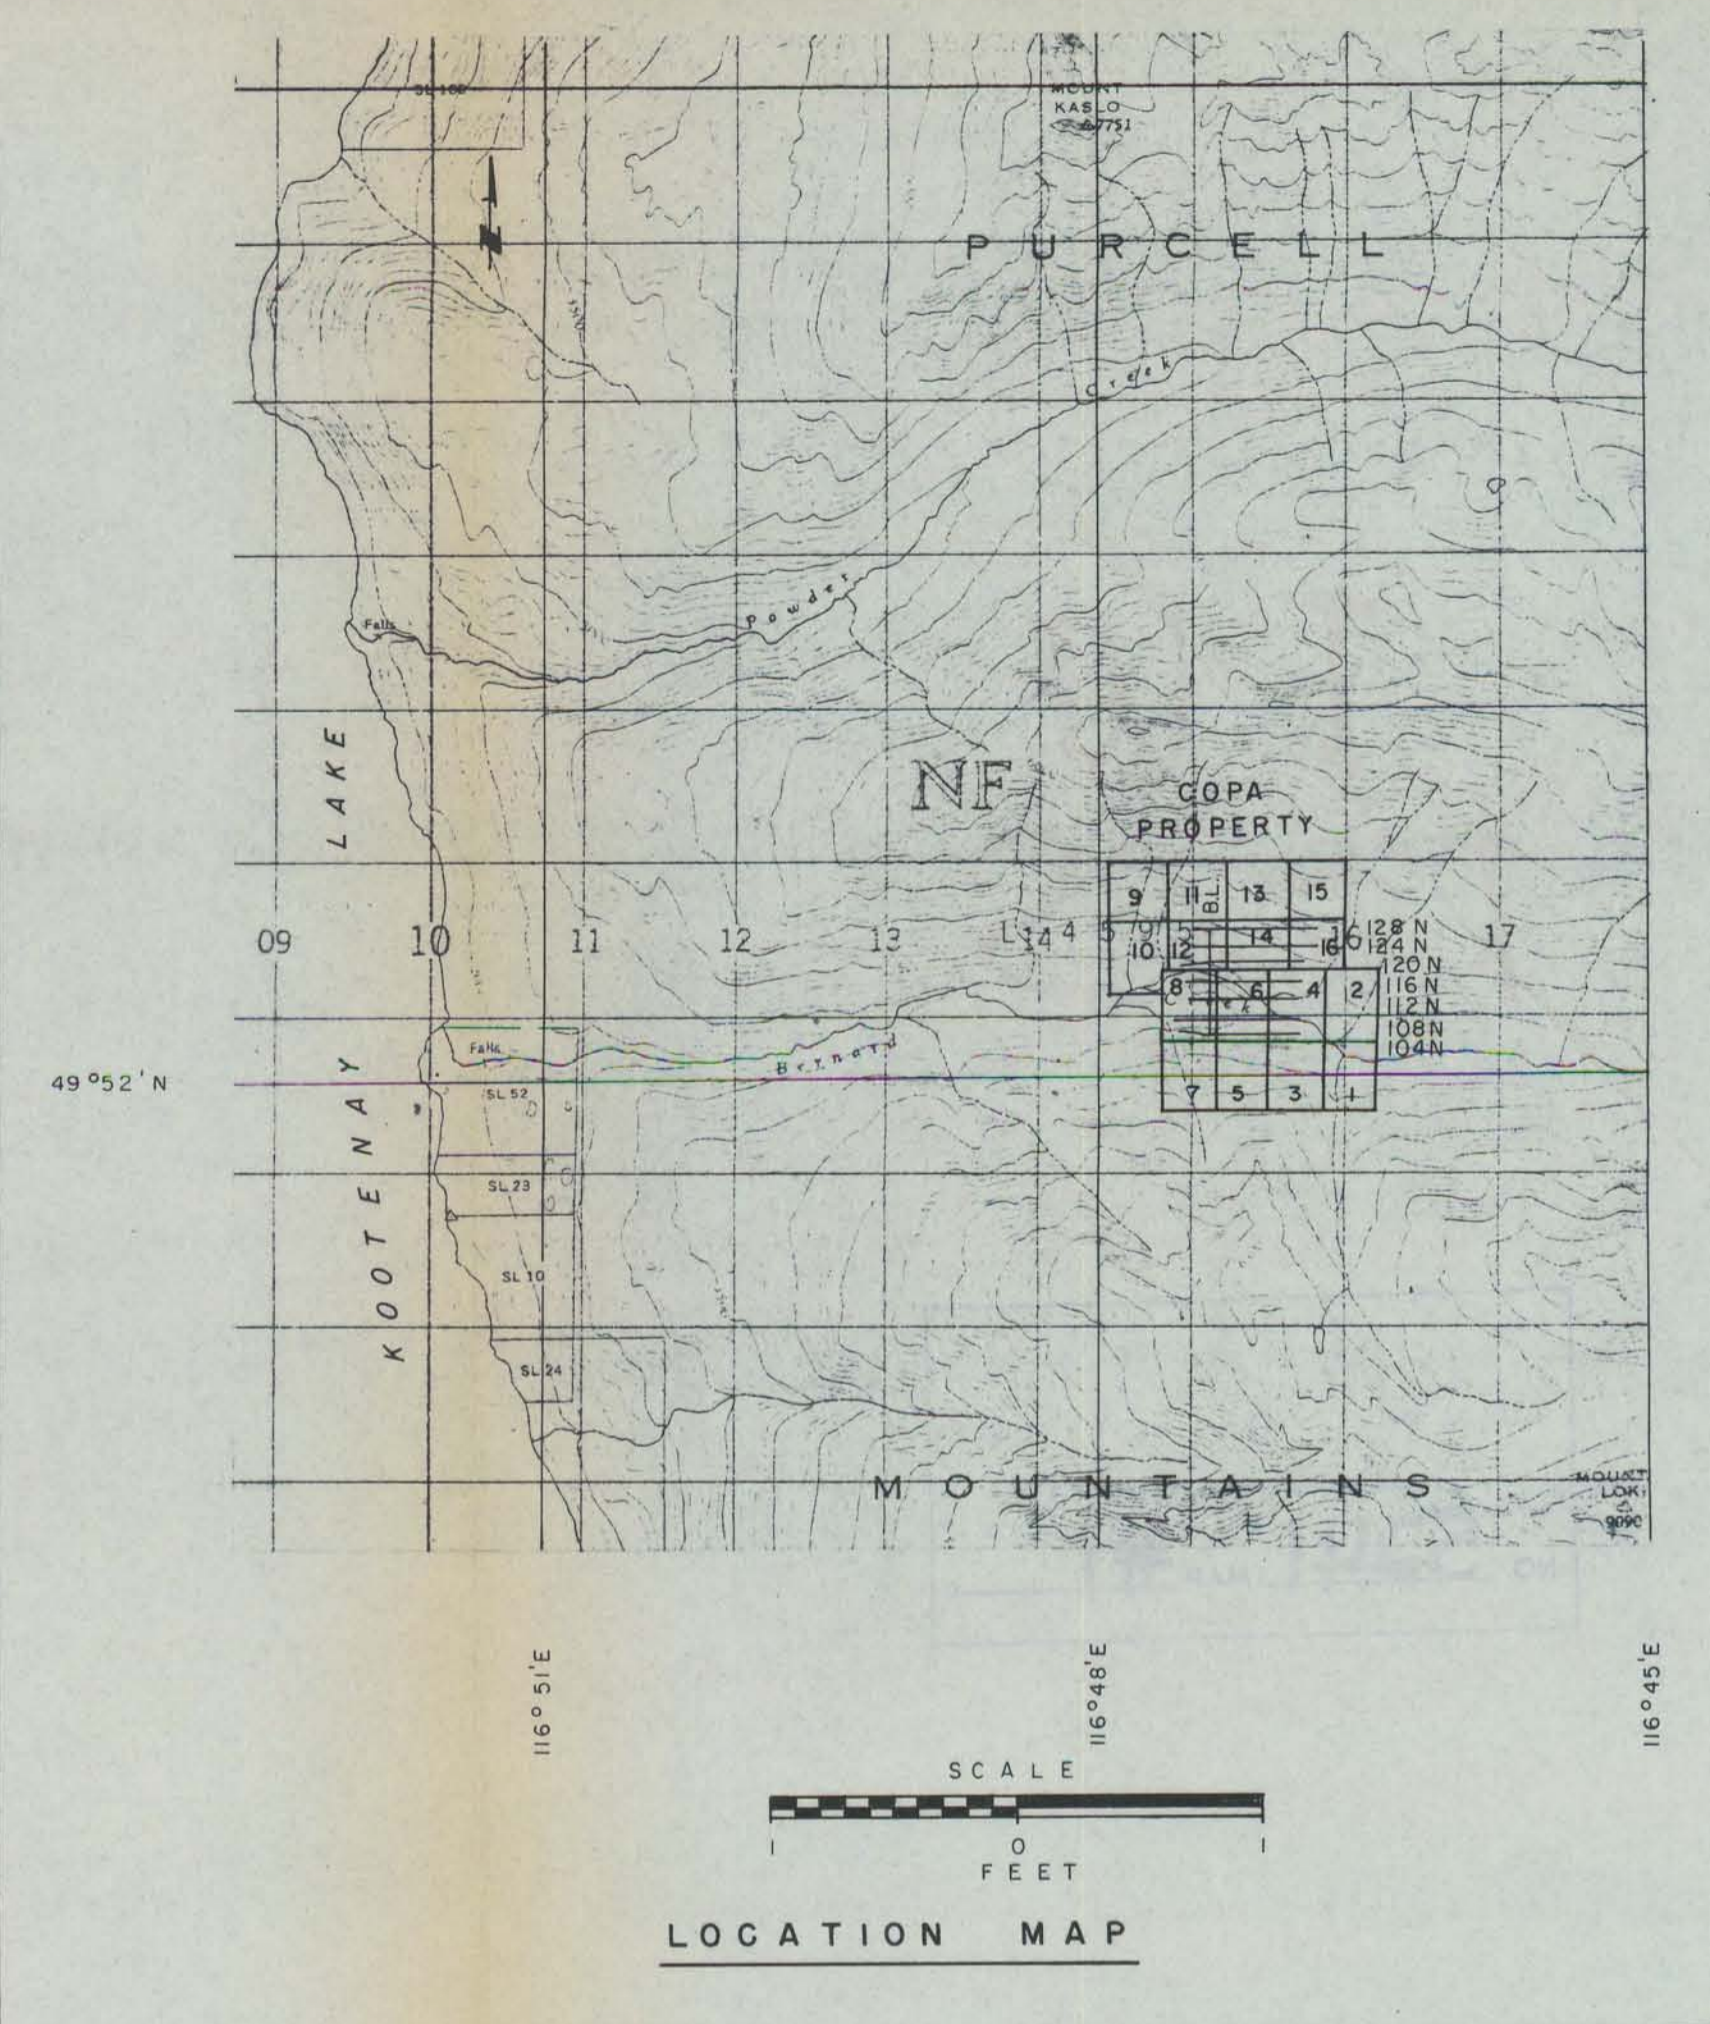 MOUNT
KASLO
7751
PURCELL
Creek
Powder
Falls
LAKE
NF
COPA
PROPERTY
9 11 B.L. 13 15
09 10 11 12 13 14 17
128 N
10 12 14 16 124 N
120 N
8 6 4 2 116 N
112 N
108 N
104 N
Falls
Bernard
49°52'N
SL 52
7 5 3 1
KOOTENAY
SL 23
SL 10
SL 24
MOUNTAINS
MOUNT
LOKI
9090
116° 51'E
116°48'E
116°45'E
SCALE
1 0 1
FEET
LOCATION MAP